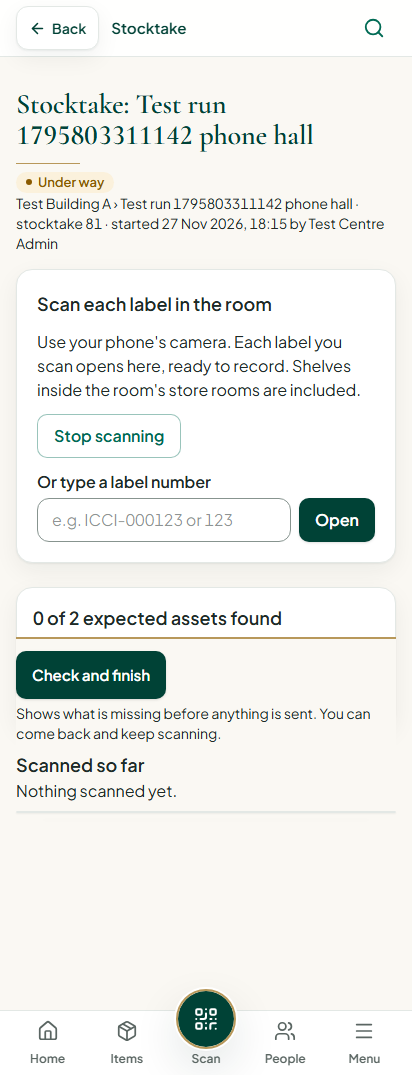 Back
Stocktake
Stocktake: Test run
1795803311142 phone hall
Under way
Test Building A › Test run 1795803311142 phone hall ·
stocktake 81 · started 27 Nov 2026, 18:15 by Test Centre
Admin
Scan each label in the room
Use your phone's camera. Each label you
scan opens here, ready to record. Shelves
inside the room's store rooms are included.
Stop scanning
Or type a label number
e.g. ICCI-000123 or 123
Open
0 of 2 expected assets found
Check and finish
Shows what is missing before anything is sent. You can
come back and keep scanning.
Scanned so far
Nothing scanned yet.
Home
Items
Scan
People
Menu